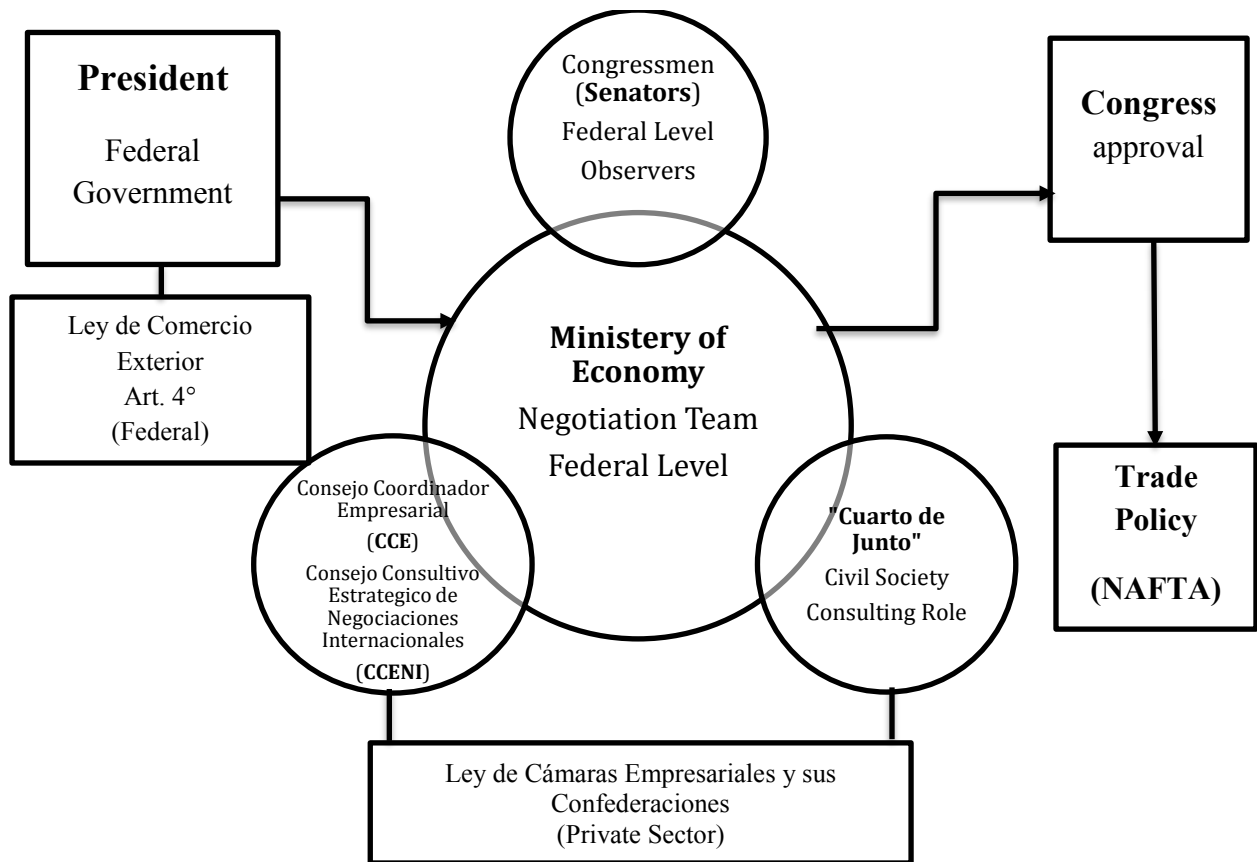 President
Federal
Government
Ley de Comercio
Exterior
Art. 4°
(Federal)
Congressmen
(Senators)
Federal Level
Observers
Ministery of
Economy
Negotiation Team
Federal Level
Consejo Coordinador
Empresarial
(CCE)
Consejo Consultivo
Estrategico de
Negociaciones
Internacionales
(CCENI)
"Cuarto de
Junto"
Civil Society
Consulting Role
Ley de Cámaras Empresariales y sus
Confederaciones
(Private Sector)
Congress
approval
Trade
Policy
(NAFTA)